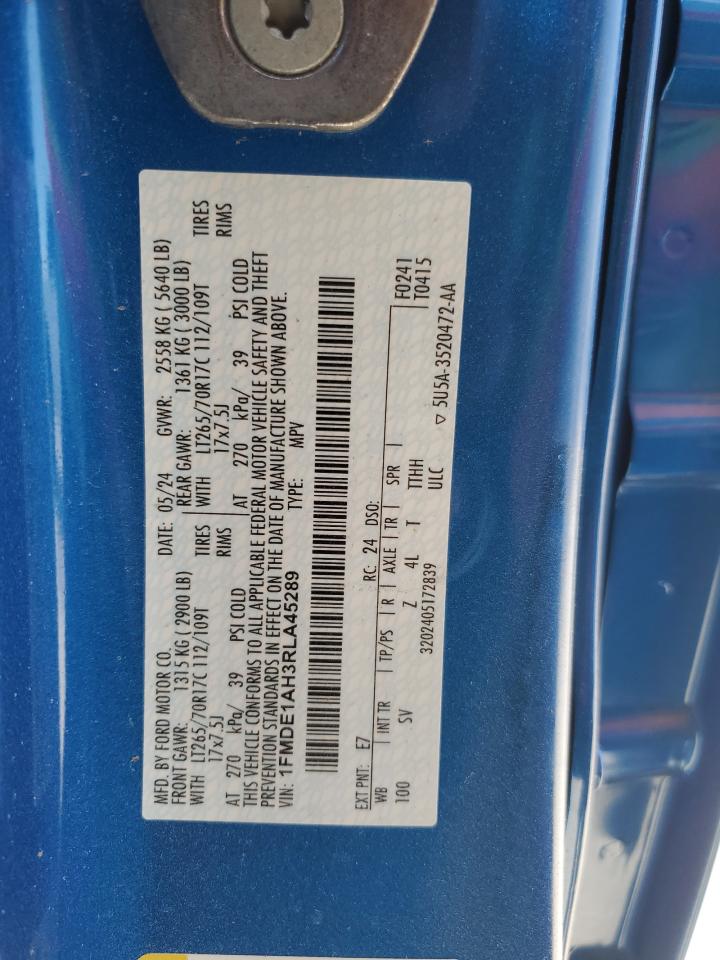 MFD. BY FORD MOTOR CO. DATE: 05/24 GVWR: 2558 KG ( 5640 LB)
FRONT GAWR: 1315 KG ( 2900 LB) REAR GAWR: 1361 KG ( 3000 LB)
WITH LT265/70R17C 112/109T TIRES WITH LT265/70R17C 112/109T TIRES
17x7.5J RIMS 17x7.5J RIMS
AT 270 kPa/ 39 PSI COLD AT 270 kPa/ 39 PSI COLD
THIS VEHICLE CONFORMS TO ALL APPLICABLE FEDERAL MOTOR VEHICLE SAFETY AND THEFT
PREVENTION STANDARDS IN EFFECT ON THE DATE OF MANUFACTURE SHOWN ABOVE.
VIN: 1FMDE1AH3RLA45289 TYPE: MPV
EXT PNT: E7 RC: 24 DSO: F0241
WB INT TR TP/PS R AXLE TR SPR T0415
100 SV Z 4L T TTHH
ULC ▽ 5U5A-3520472-AA
3202405172839